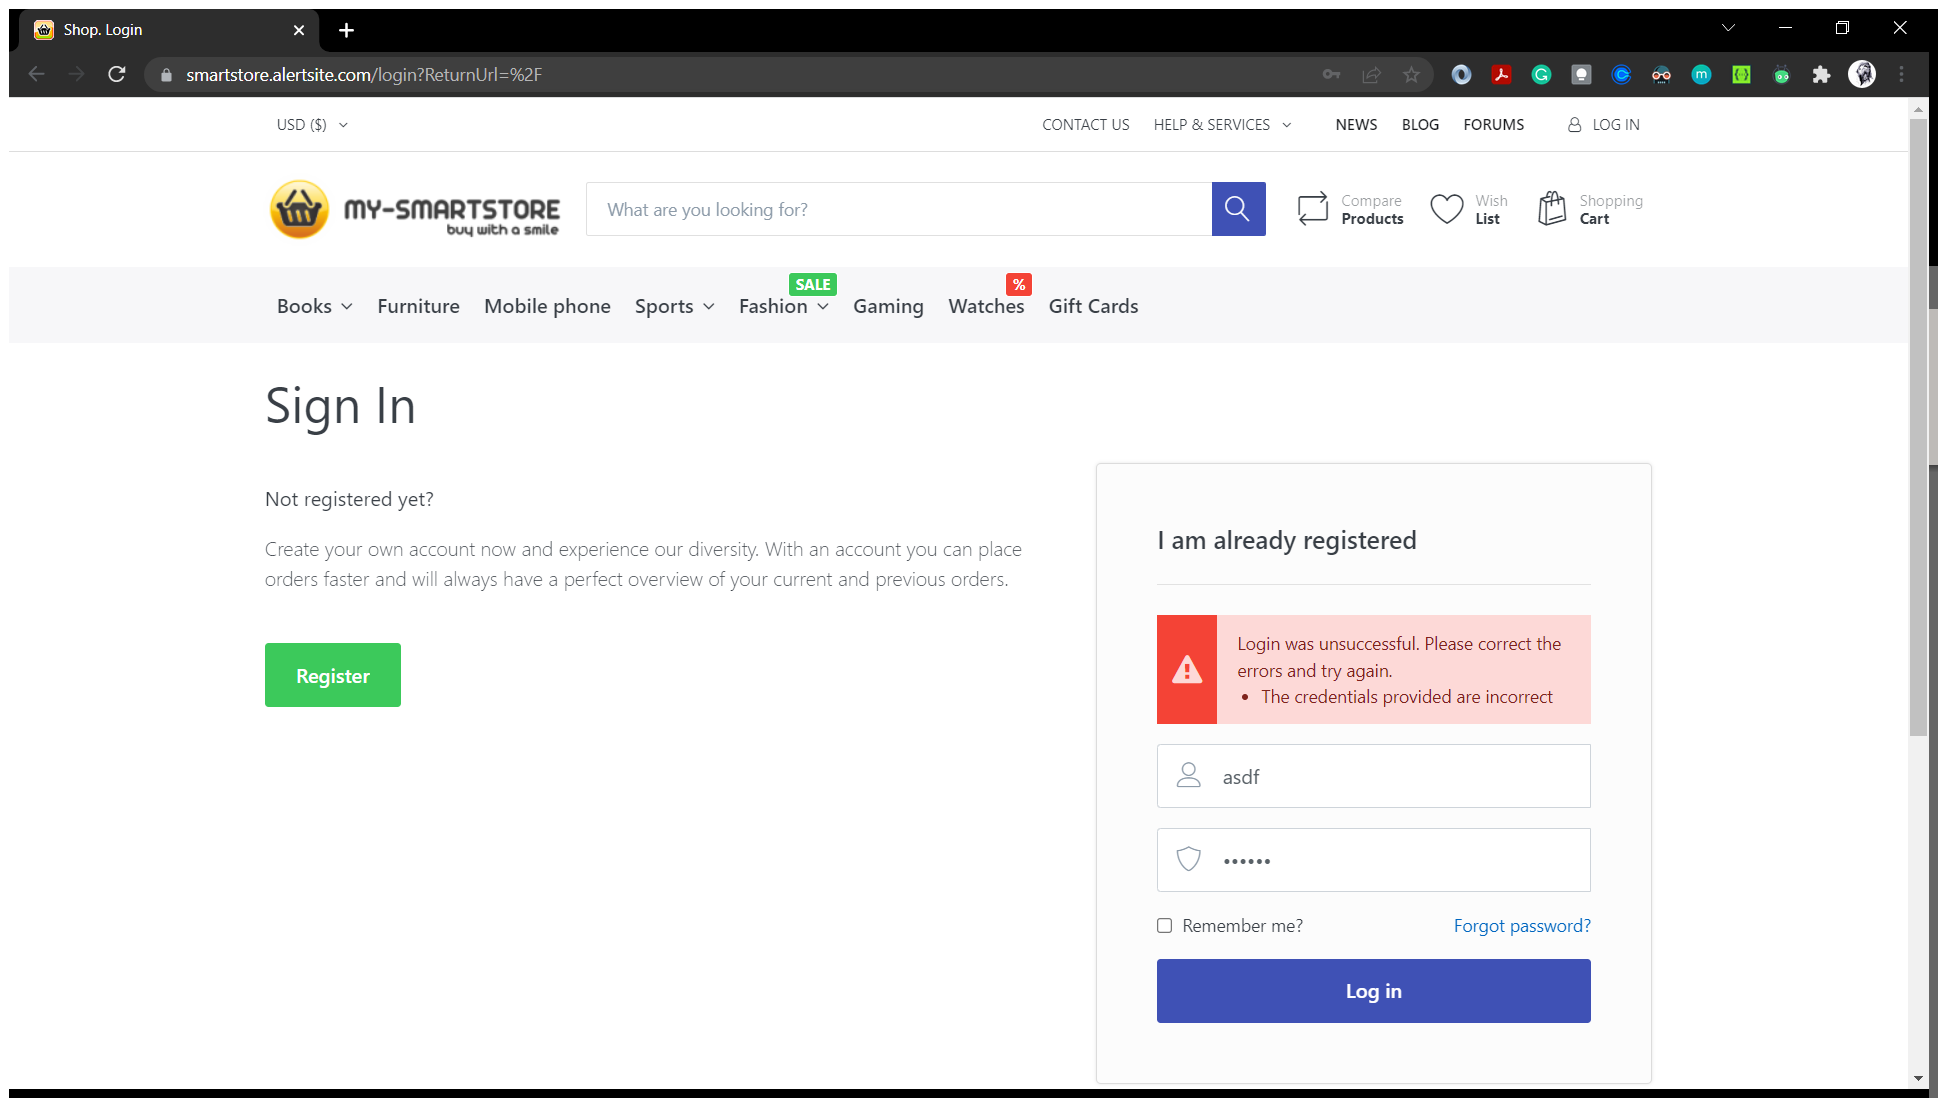 Shop. Login
smartstore.alertsite.com/login?ReturnUrl=%2F
USD ($)
CONTACT US
HELP & SERVICES
NEWS
BLOG
FORUMS
LOG IN
MY-SMARTSTORE
buy with a smile
What are you looking for?
Compare
Products
Wish
List
Shopping
Cart
SALE
%
Books
Furniture
Mobile phone
Sports
Fashion
Gaming
Watches
Gift Cards
Sign In
Not registered yet?
Create your own account now and experience our diversity. With an account you can place
orders faster and will always have a perfect overview of your current and previous orders.
Register
I am already registered
Login was unsuccessful. Please correct the
errors and try again.
• The credentials provided are incorrect
asdf
••••••
Remember me?
Forgot password?
Log in